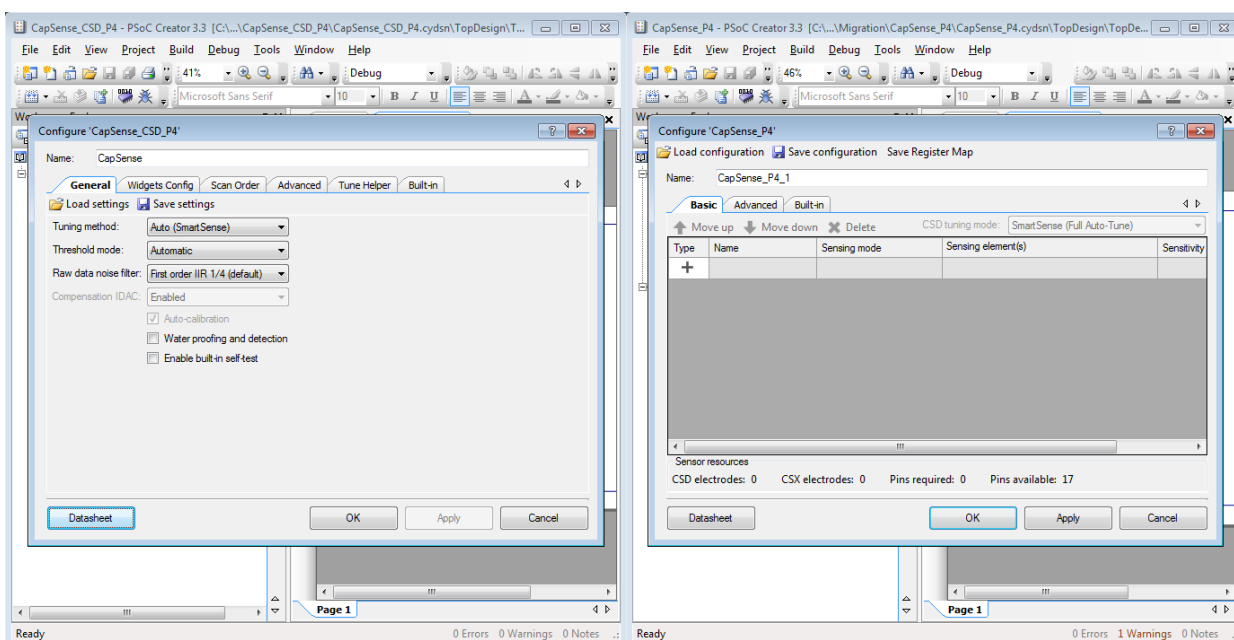 CapSense_CSD_P4 - PSoC Creator 3.3 [C:\...\CapSense_CSD_P4\CapSense_CSD_P4.cydsn\TopDesign\T...
File Edit View Project Build Debug Tools Window Help
41% Debug
Microsoft Sans Serif 10 B I U A
Configure 'CapSense_CSD_P4'
Name: CapSense
General Widgets Config Scan Order Advanced Tune Helper Built-in
Load settings Save settings
Tuning method: Auto (SmartSense)
Threshold mode: Automatic
Raw data noise filter: First order IIR 1/4 (default)
Compensation IDAC: Enabled
Auto-calibration
Water proofing and detection
Enable built-in self-test
Datasheet OK Apply Cancel
Page 1
Ready 0 Errors 0 Warnings 0 Notes
CapSense_P4 - PSoC Creator 3.3 [C:\...\Migration\CapSense_P4\CapSense_P4.cydsn\TopDesign\TopDe...
File Edit View Project Build Debug Tools Window Help
46% Debug
Microsoft Sans Serif 10 B I U A
Configure 'CapSense_P4'
Load configuration Save configuration Save Register Map
Name: CapSense_P4_1
Basic Advanced Built-in
Move up Move down Delete CSD tuning mode: SmartSense (Full Auto-Tune)
Type Name Sensing mode Sensing element(s) Sensitivity
Sensor resources
CSD electrodes: 0 CSX electrodes: 0 Pins required: 0 Pins available: 17
Datasheet OK Apply Cancel
Page 1
Ready 0 Errors 1 Warnings 0 Notes